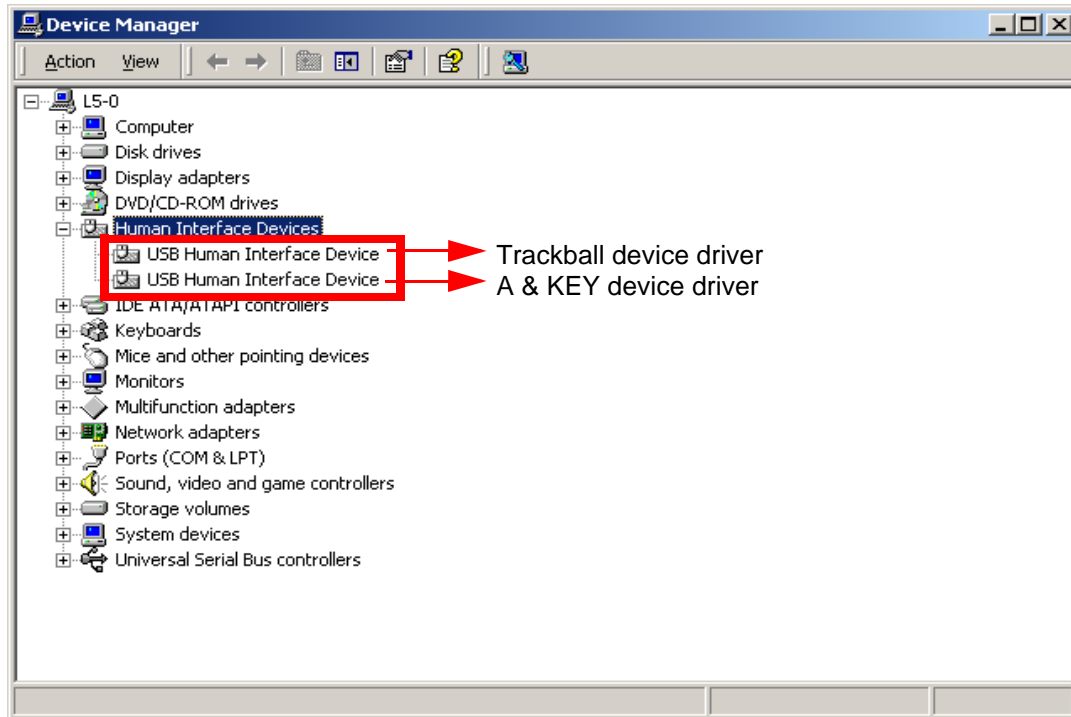 Device Manager
Action View
L5-0
Computer
Disk drives
Display adapters
DVD/CD-ROM drives
Human Interface Devices
USB Human Interface Device Trackball device driver
USB Human Interface Device A & KEY device driver
IDE ATA/ATAPI controllers
Keyboards
Mice and other pointing devices
Monitors
Multifunction adapters
Network adapters
Ports (COM & LPT)
Sound, video and game controllers
Storage volumes
System devices
Universal Serial Bus controllers